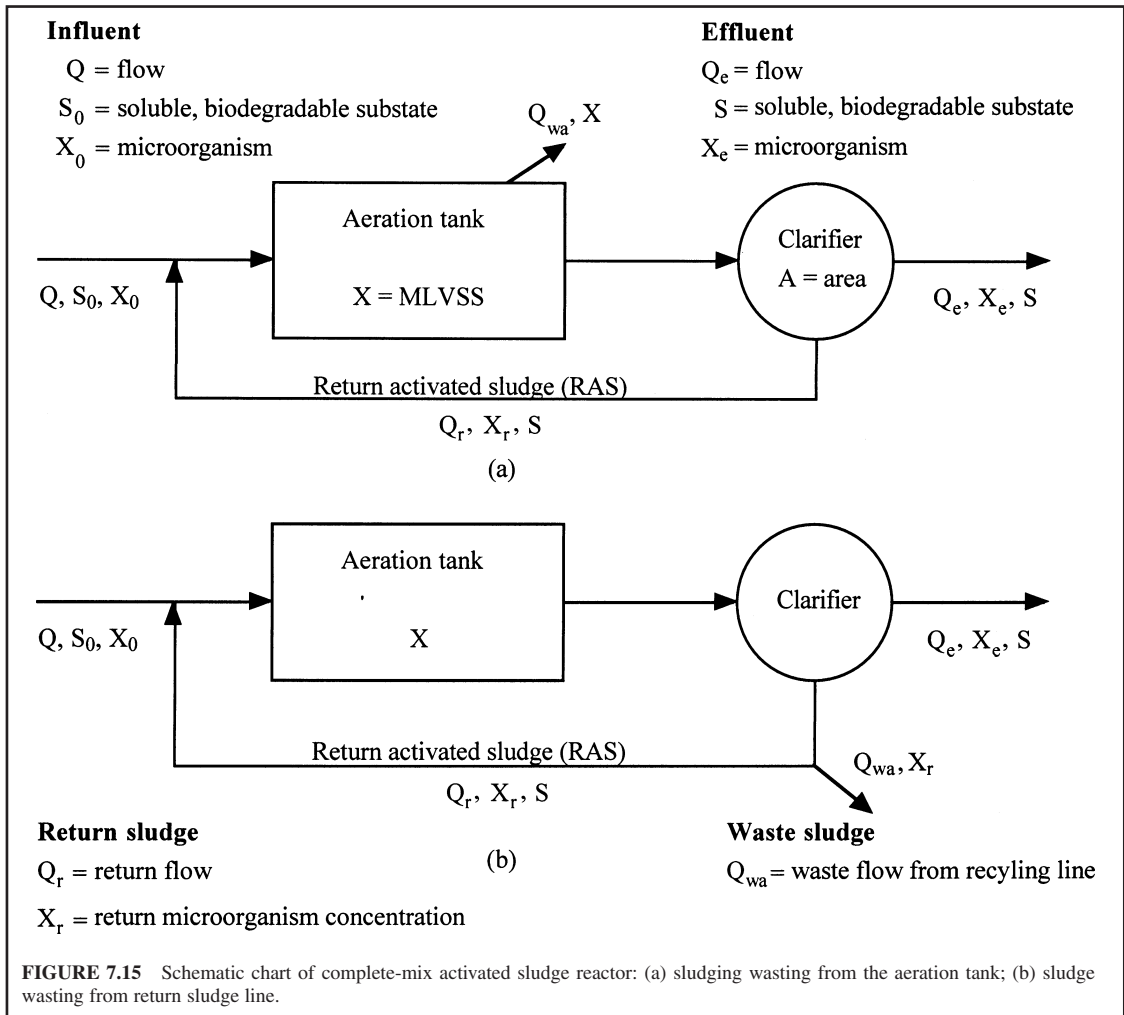 Influent
Q = flow
S0 = soluble, biodegradable substate
X0 = microorganism
Effluent
Qe = flow
S = soluble, biodegradable substate
Xe = microorganism
Qwa, X
Aeration tank
X = MLVSS
Clarifier
A = area
Q, S0, X0
Qe, Xe, S
Return activated sludge (RAS)
Qr, Xr, S
(a)
Aeration tank
X
Clarifier
Q, S0, X0
Qe, Xe, S
Return activated sludge (RAS)
Qr, Xr, S
Qwa, Xr
(b)
Return sludge
Qr = return flow
Xr = return microorganism concentration
Waste sludge
Qwa = waste flow from recyling line
FIGURE 7.15 Schematic chart of complete-mix activated sludge reactor: (a) sludging wasting from the aeration tank; (b) sludge
wasting from return sludge line.